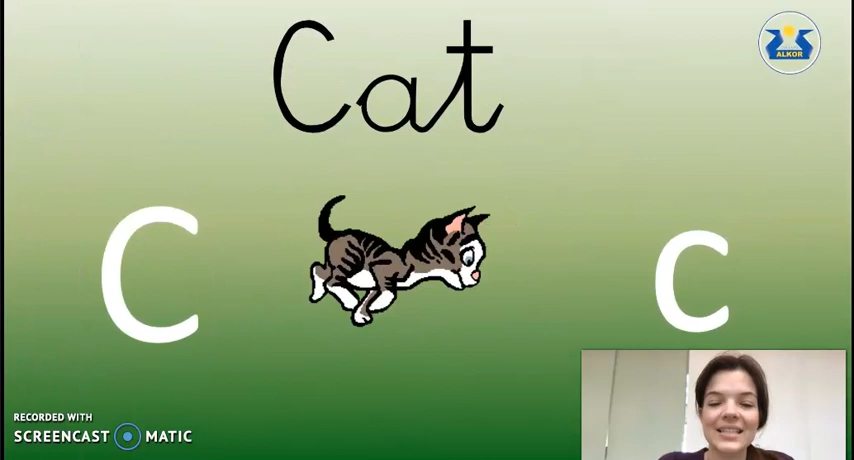 Cat
ALKOR
C
c
RECORDED WITH
SCREENCAST MATIC